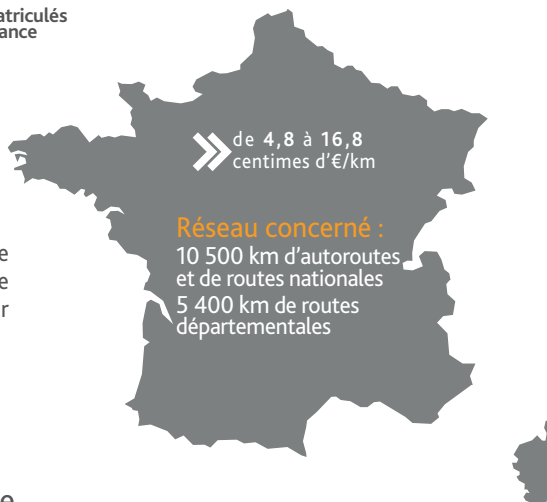 atriculés
ance
de 4,8 à 16,8
centimes d'€/km
Réseau concerné :
10 500 km d'autoroutes
et de routes nationales
5 400 km de routes
départementales
e
e
r